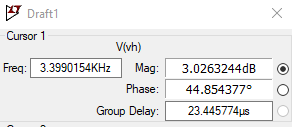 Draft1
Cursor 1
V(vh)
Freq: 3.3990154KHz Mag: 3.0263244dB
Phase: 44.854377°
Group Delay: 23.445774µs